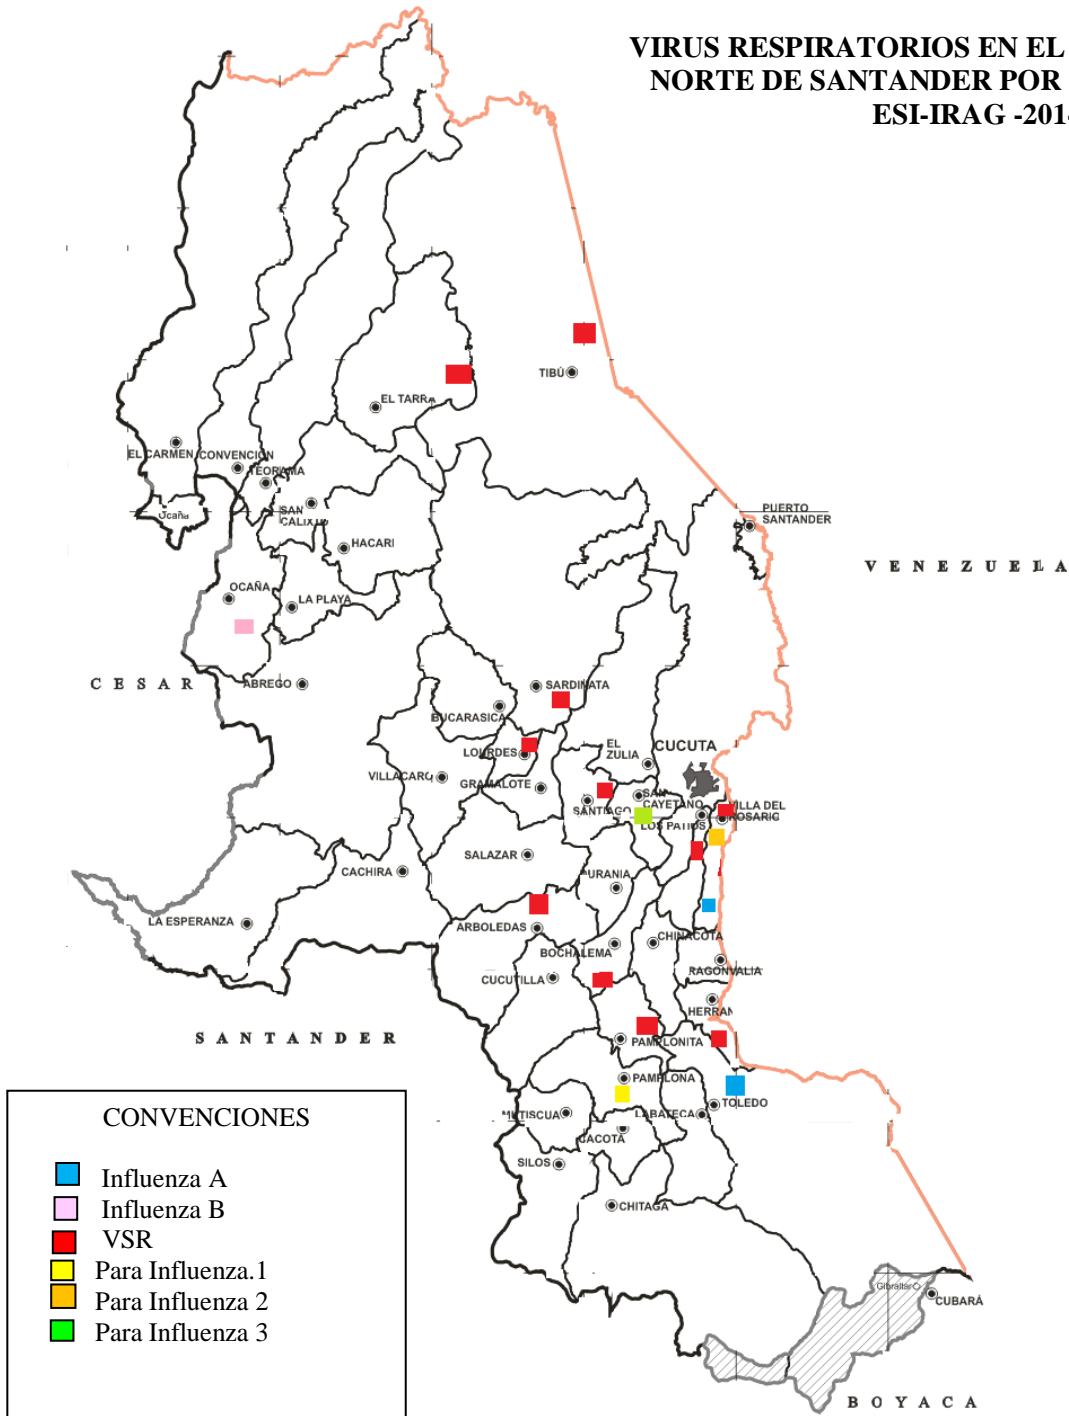 VIRUS RESPIRATORIOS EN EL
NORTE DE SANTANDER POR
ESI-IRAG -201
TIBÚ
EL TARRA
EL CARMEN
CONVENCION
TEORAMA
SAN
CALIXTO
Ocaña
PUERTO
SANTANDER
HACARI
VENEZUELA
OCAÑA
LA PLAYA
CESAR
ABREGO
SARDINATA
BUCARASICA
LOURDES
EL
ZULIA
CUCUTA
VILLACARO
GRAMALOTE
SANTIAGO
SAN
CAYETANO
VILLA DEL
ROSARIO
LOS PATIOS
SALAZAR
CACHIRA
URANIA
LA ESPERANZA
ARBOLEDAS
BOCHALEMA
CHINACOTA
CUCUTILLA
RAGONVALIA
HERRAN
SANTANDER
PAMPLONITA
PAMPLONA
TOLEDO
MUTISCUA
LABATECA
CACOTA
SILOS
CHITAGA
Gibraltar
CUBARÁ
BOYACA
CONVENCIONES
Influenza A
Influenza B
VSR
Para Influenza.1
Para Influenza 2
Para Influenza 3